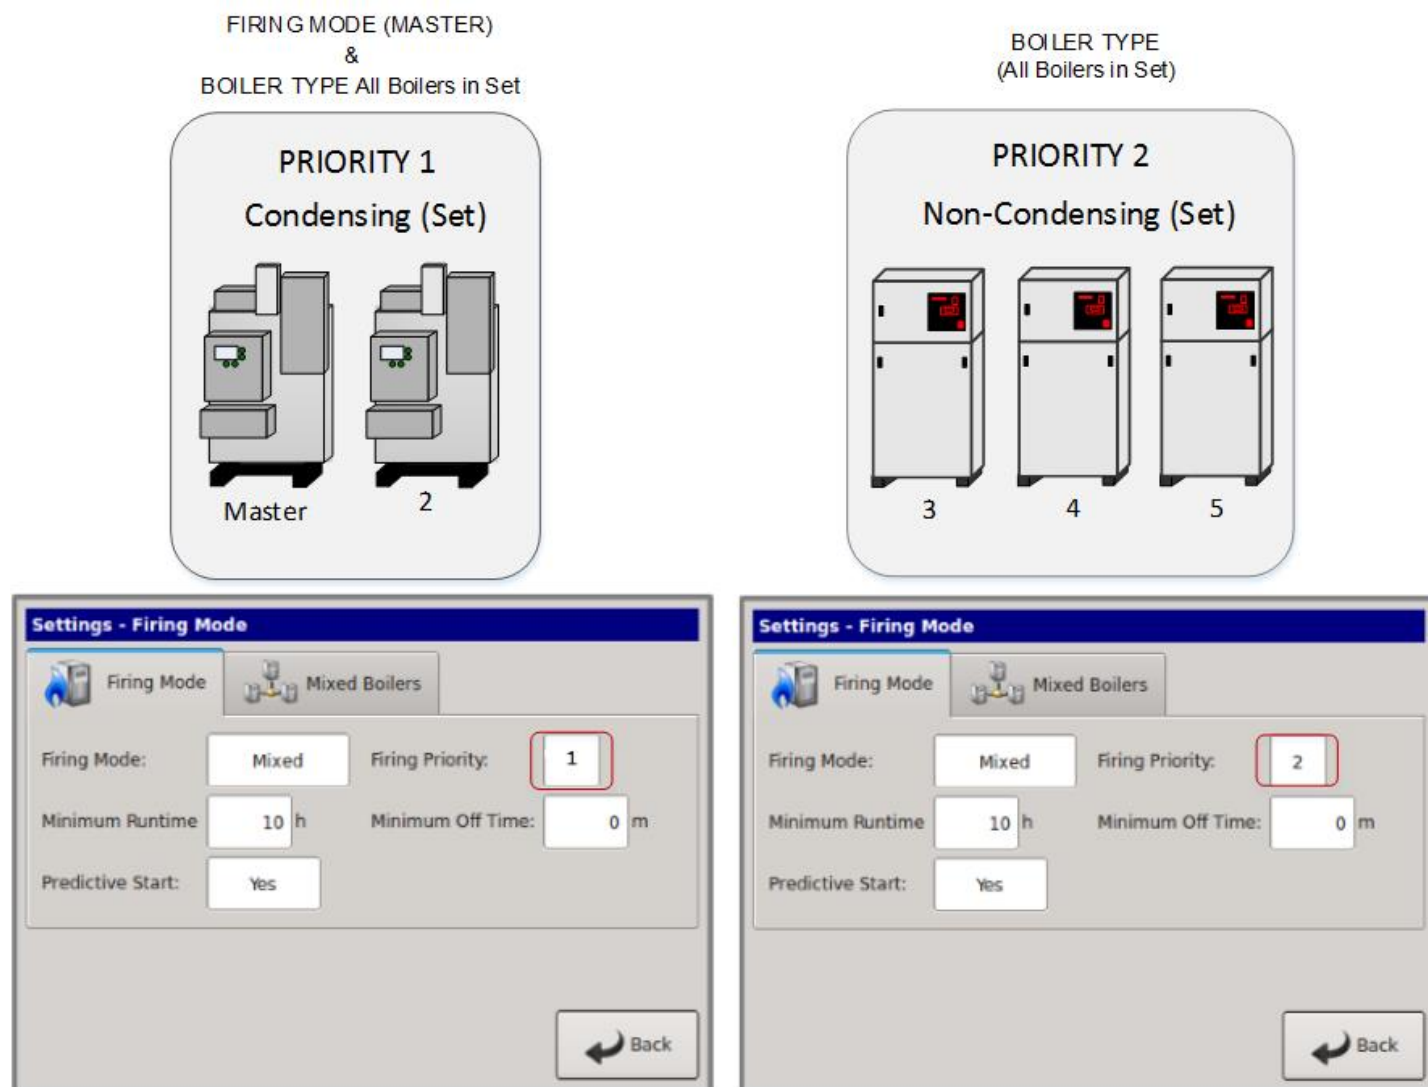 FIRING MODE (MASTER)
&
BOILER TYPE All Boilers in Set
PRIORITY 1
Condensing (Set)
Master
2
BOILER TYPE
(All Boilers in Set)
PRIORITY 2
Non-Condensing (Set)
3 4 5
Settings - Firing Mode
Firing Mode Mixed Boilers
Firing Mode: Mixed Firing Priority: 1
Minimum Runtime 10 h Minimum Off Time: 0 m
Predictive Start: Yes
Back
Settings - Firing Mode
Firing Mode Mixed Boilers
Firing Mode: Mixed Firing Priority: 2
Minimum Runtime 10 h Minimum Off Time: 0 m
Predictive Start: Yes
Back